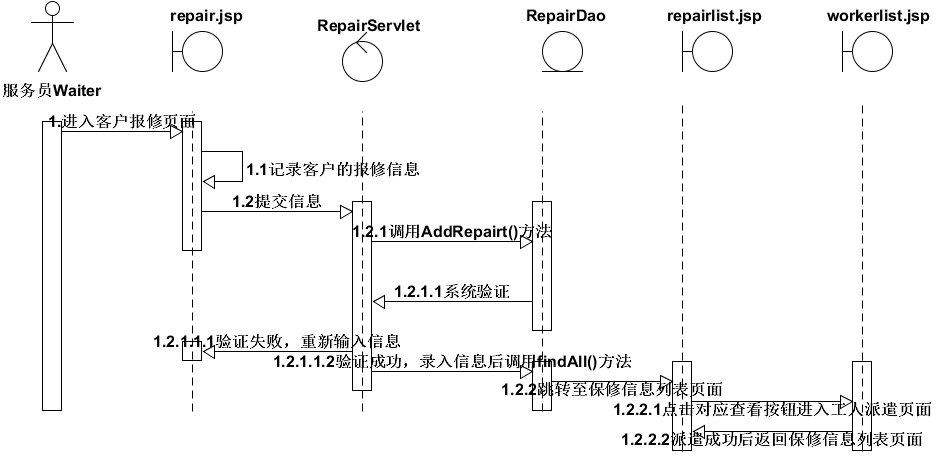 repair.jsp
RepairServlet
RepairDao
repairlist.jsp
workerlist.jsp
服务员Waiter
1.进入客户报修页面
1.1记录客户的报修信息
1.2提交信息
1.2.1调用AddRepairt()方法
1.2.1.1系统验证
1.2.1.1.1验证失败，重新输入信息
1.2.1.1.2验证成功，录入信息后调用findAll()方法
1.2.2跳转至保修信息列表页面
1.2.2.1点击对应查看按钮进入工人派遣页面
1.2.2.2派遣成功后返回保修信息列表页面